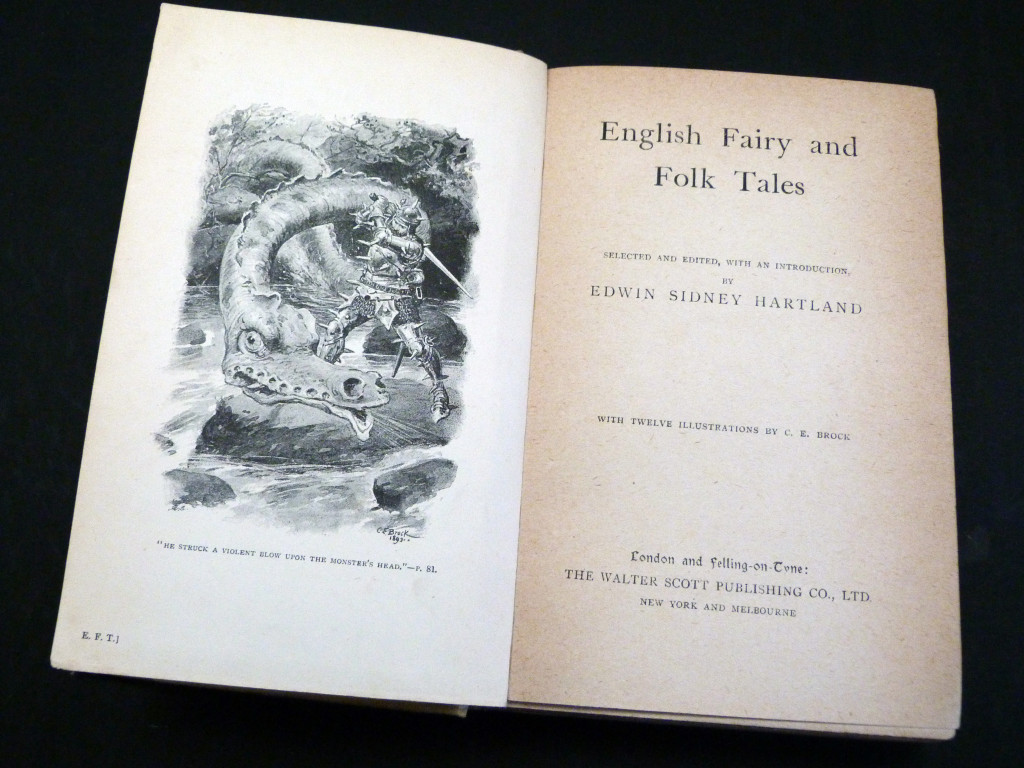 C E Brock
"HE STRUCK A VIOLENT BLOW UPON THE MONSTER'S HEAD."—P. 81.
E. F. T.]
English Fairy and
Folk Tales
SELECTED AND EDITED, WITH AN INTRODUCTION,
BY
EDWIN SIDNEY HARTLAND
WITH TWELVE ILLUSTRATIONS BY C. E. BROCK
London and Felling-on-Tyne:
THE WALTER SCOTT PUBLISHING CO., LTD.
NEW YORK AND MELBOURNE